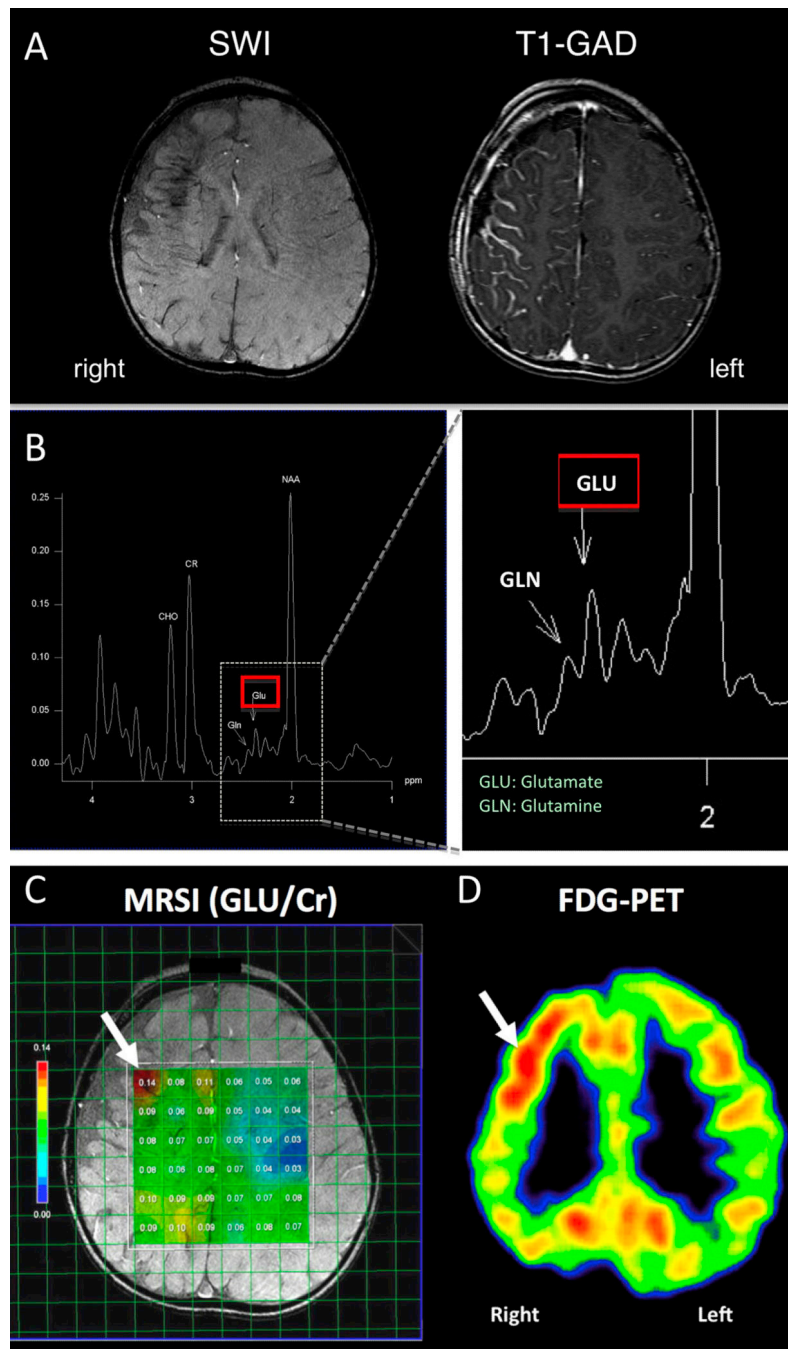 A
SWI
T1-GAD
right
left
B
NAA
0.25
0.20
CR
0.15
CHO
0.10
Glu
0.05
Gln
0.00
ppm
4
3
2
1
GLU
GLN
GLU: Glutamate
GLN: Glutamine
2
C
MRSI (GLU/Cr)
0.14
0.00
0.14 0.08 0.11 0.06 0.05 0.06
0.09 0.06 0.09 0.05 0.04 0.04
0.08 0.07 0.07 0.05 0.04 0.03
0.06 0.06 0.08 0.07 0.04 0.03
0.10 0.09 0.09 0.07 0.07 0.08
0.09 0.10 0.09 0.06 0.08 0.07
D
FDG-PET
Right
Left